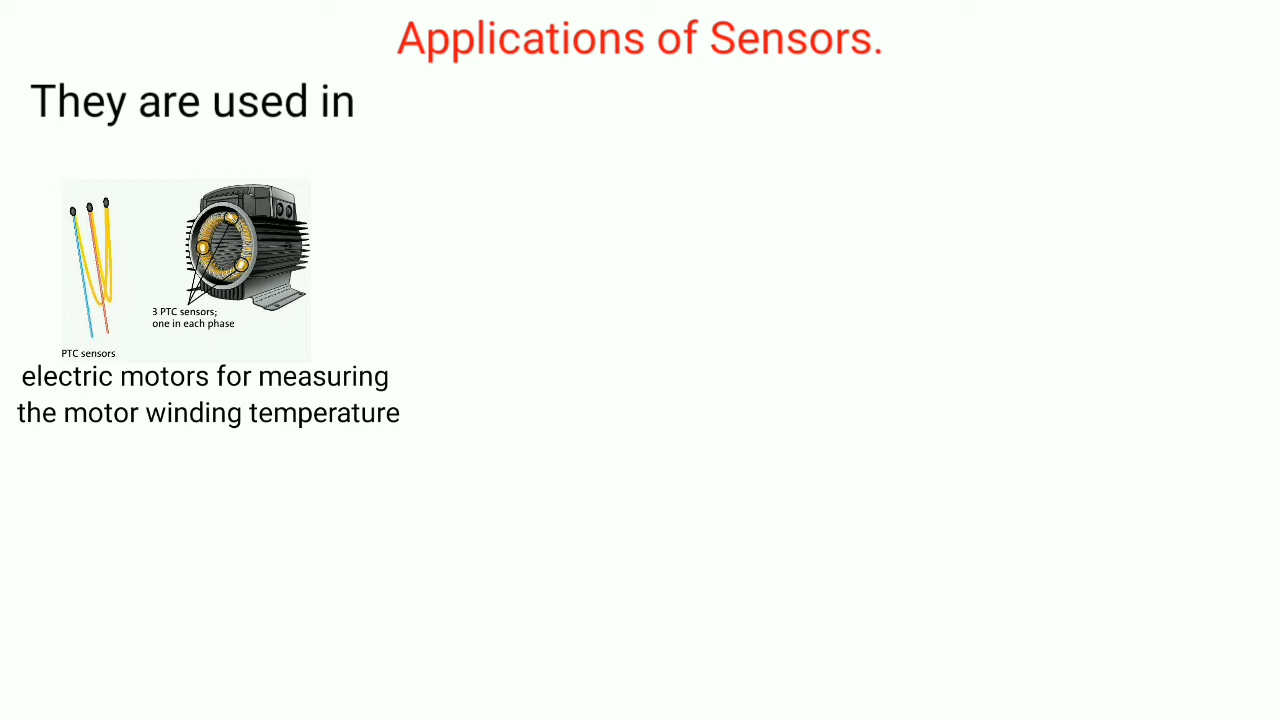 Applications of Sensors.
They are used in
3 PTC sensors;
one in each phase
PTC sensors
electric motors for measuring
the motor winding temperature